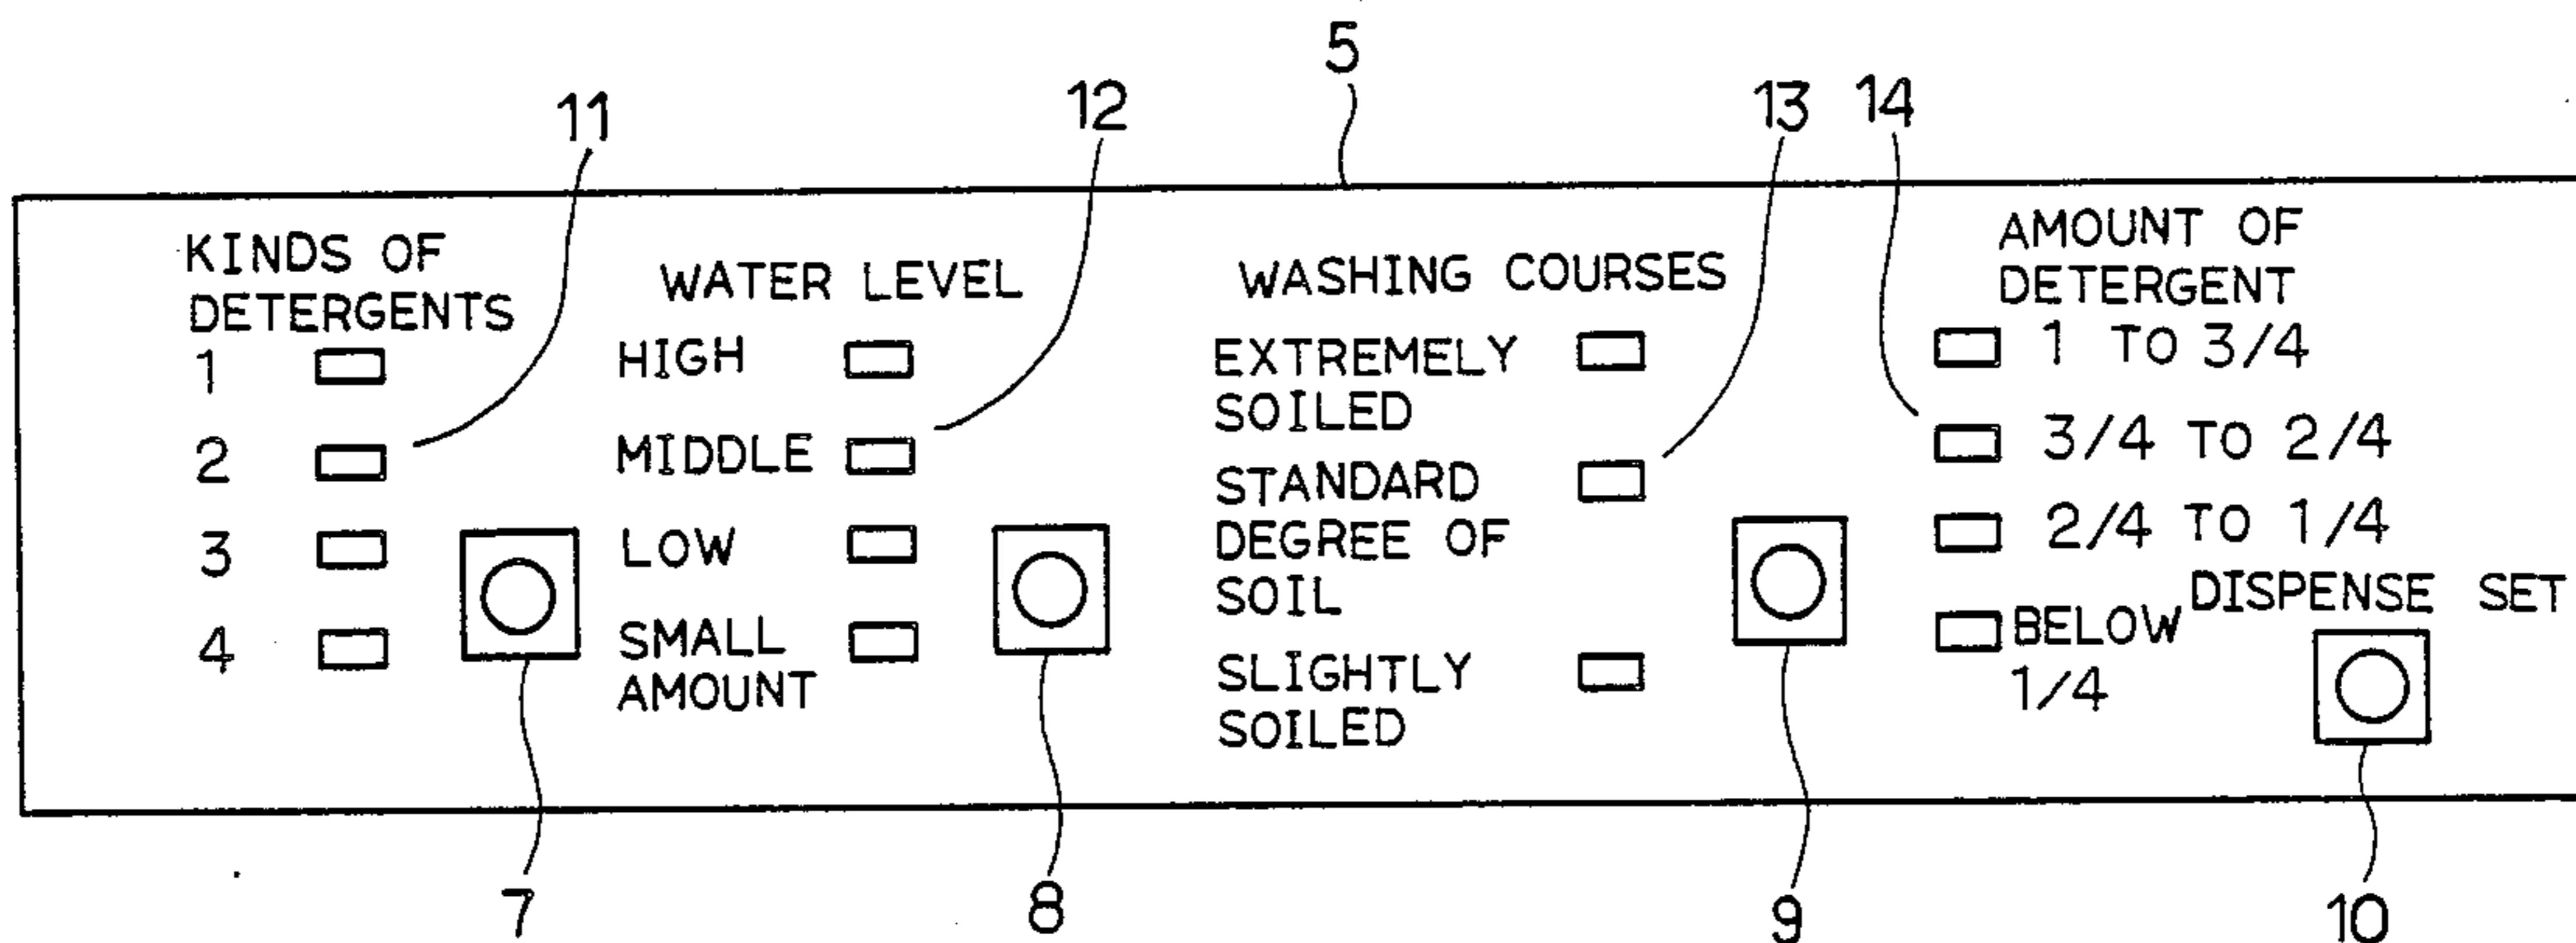 5
11
12
13
14
KINDS OF
DETERGENTS
1
2
3
4
WATER LEVEL
HIGH
MIDDLE
LOW
SMALL
AMOUNT
WASHING COURSES
EXTREMELY
SOILED
STANDARD
DEGREE OF
SOIL
SLIGHTLY
SOILED
AMOUNT OF
DETERGENT
1 TO 3/4
3/4 TO 2/4
2/4 TO 1/4
BELOW
1/4
DISPENSE SET
7
8
9
10